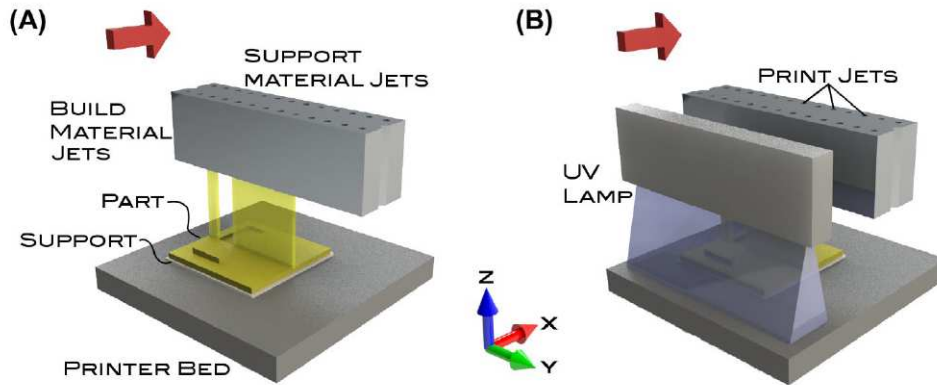 (A)
SUPPORT
MATERIAL JETS
BUILD
MATERIAL
JETS
PART
SUPPORT
PRINTER BED
(B)
PRINT JETS
UV
LAMP
Z
X
Y